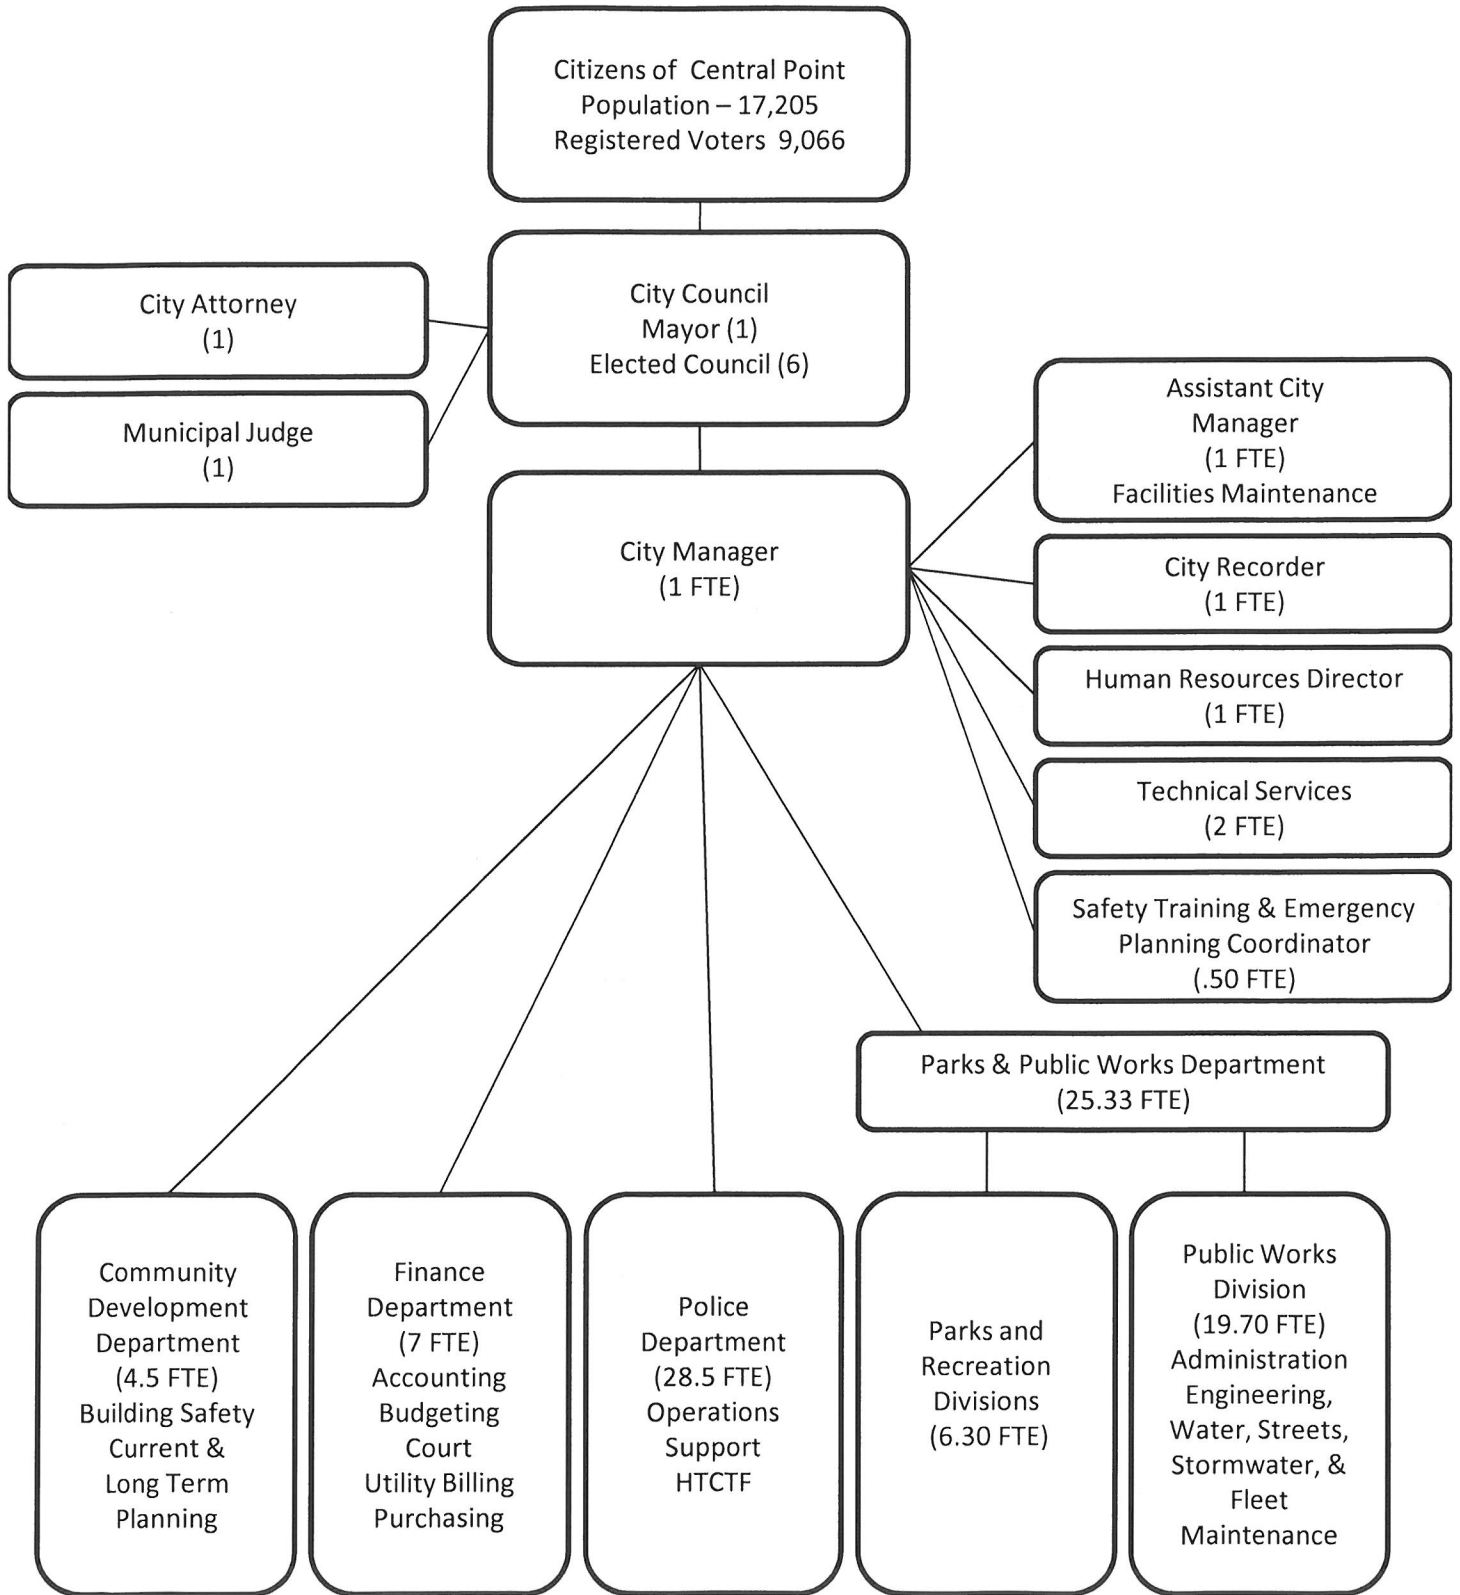 Citizens of Central Point
Population – 17,205
Registered Voters 9,066
City Attorney
(1)
Municipal Judge
(1)
City Council
Mayor (1)
Elected Council (6)
City Manager
(1 FTE)
Assistant City
Manager
(1 FTE)
Facilities Maintenance
City Recorder
(1 FTE)
Human Resources Director
(1 FTE)
Technical Services
(2 FTE)
Safety Training & Emergency
Planning Coordinator
(.50 FTE)
Parks & Public Works Department
(25.33 FTE)
Community
Development
Department
(4.5 FTE)
Building Safety
Current &
Long Term
Planning
Finance
Department
(7 FTE)
Accounting
Budgeting
Court
Utility Billing
Purchasing
Police
Department
(28.5 FTE)
Operations
Support
HTCTF
Parks and
Recreation
Divisions
(6.30 FTE)
Public Works
Division
(19.70 FTE)
Administration
Engineering,
Water, Streets,
Stormwater, &
Fleet
Maintenance